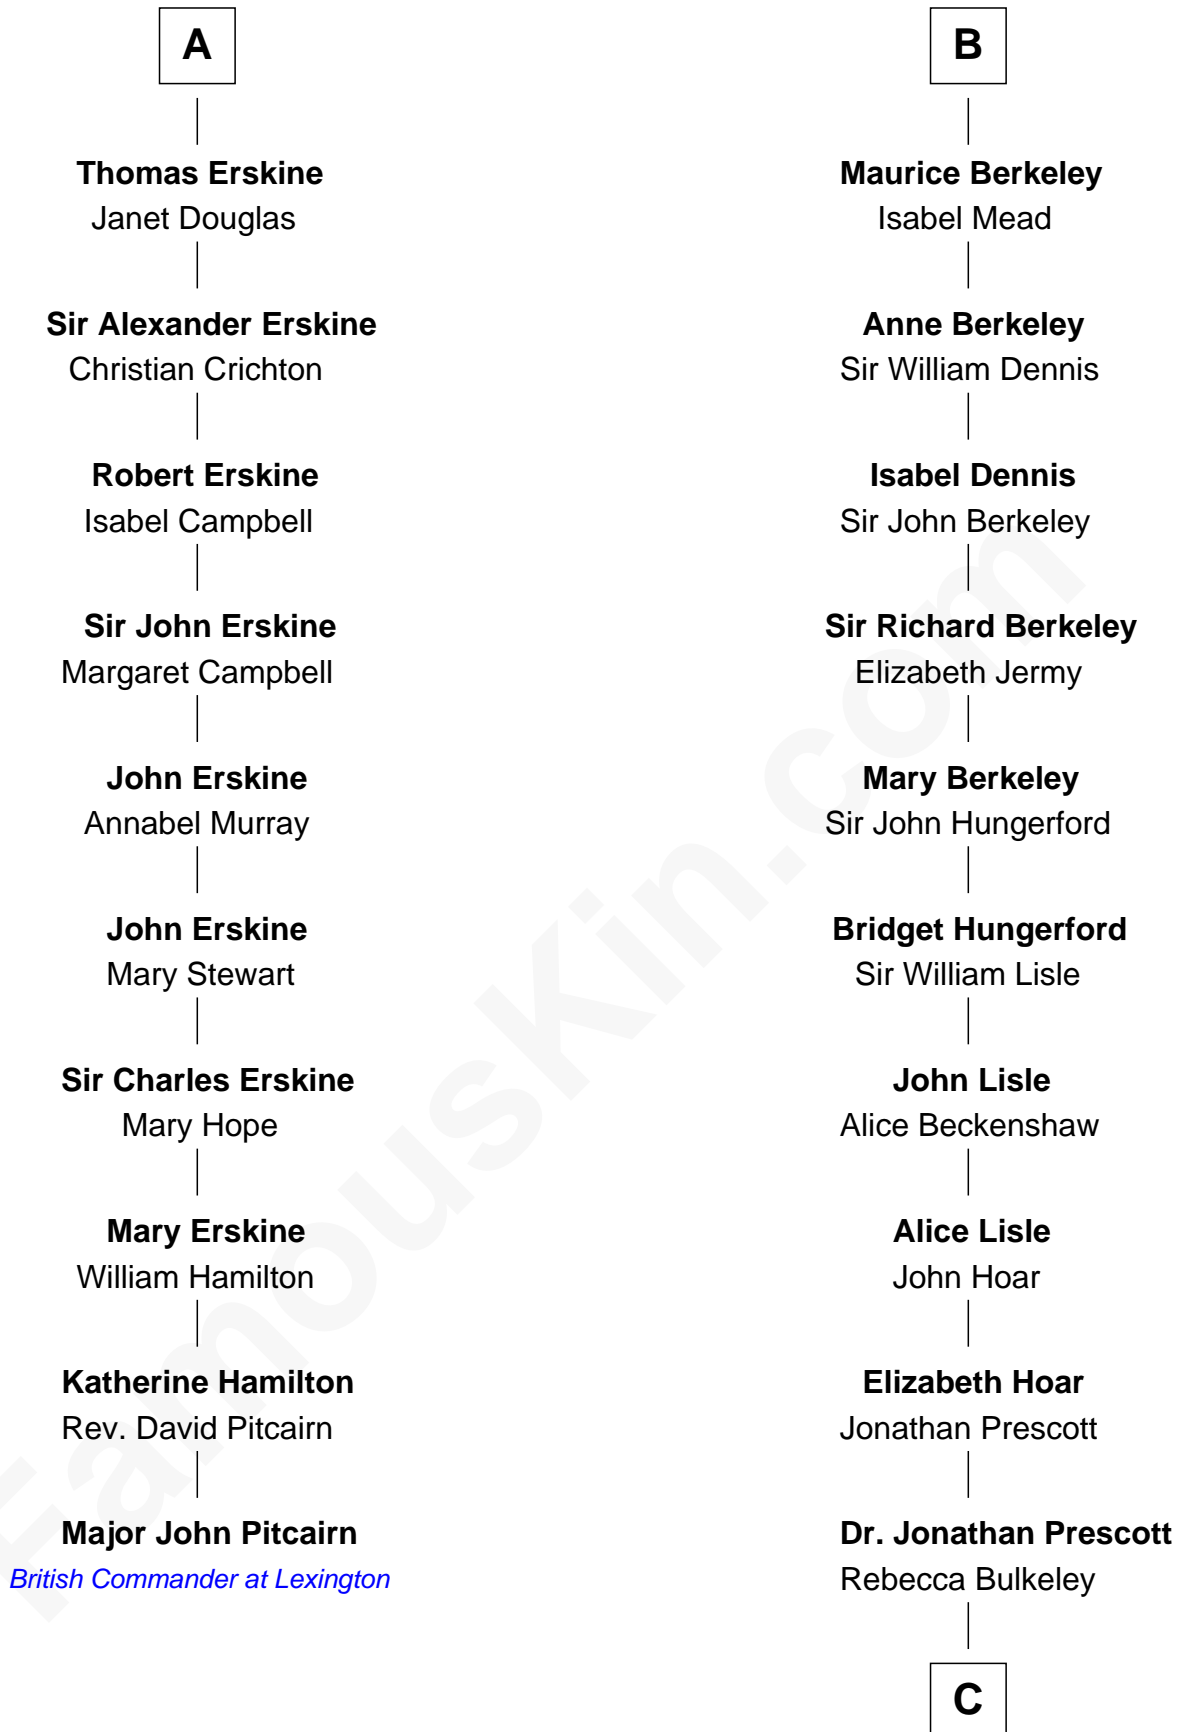 A
Thomas Erskine
Janet Douglas
Sir Alexander Erskine
Christian Crichton
Robert Erskine
Isabel Campbell
Sir John Erskine
Margaret Campbell
John Erskine
Annabel Murray
John Erskine
Mary Stewart
Sir Charles Erskine
Mary Hope
Mary Erskine
William Hamilton
Katherine Hamilton
Rev. David Pitcairn
Major John Pitcairn
British Commander at Lexington
B
Maurice Berkeley
Isabel Mead
Anne Berkeley
Sir William Dennis
Isabel Dennis
Sir John Berkeley
Sir Richard Berkeley
Elizabeth Jermy
Mary Berkeley
Sir John Hungerford
Bridget Hungerford
Sir William Lisle
John Lisle
Alice Beckenshaw
Alice Lisle
John Hoar
Elizabeth Hoar
Jonathan Prescott
Dr. Jonathan Prescott
Rebecca Bulkeley
C
FamousKin.com